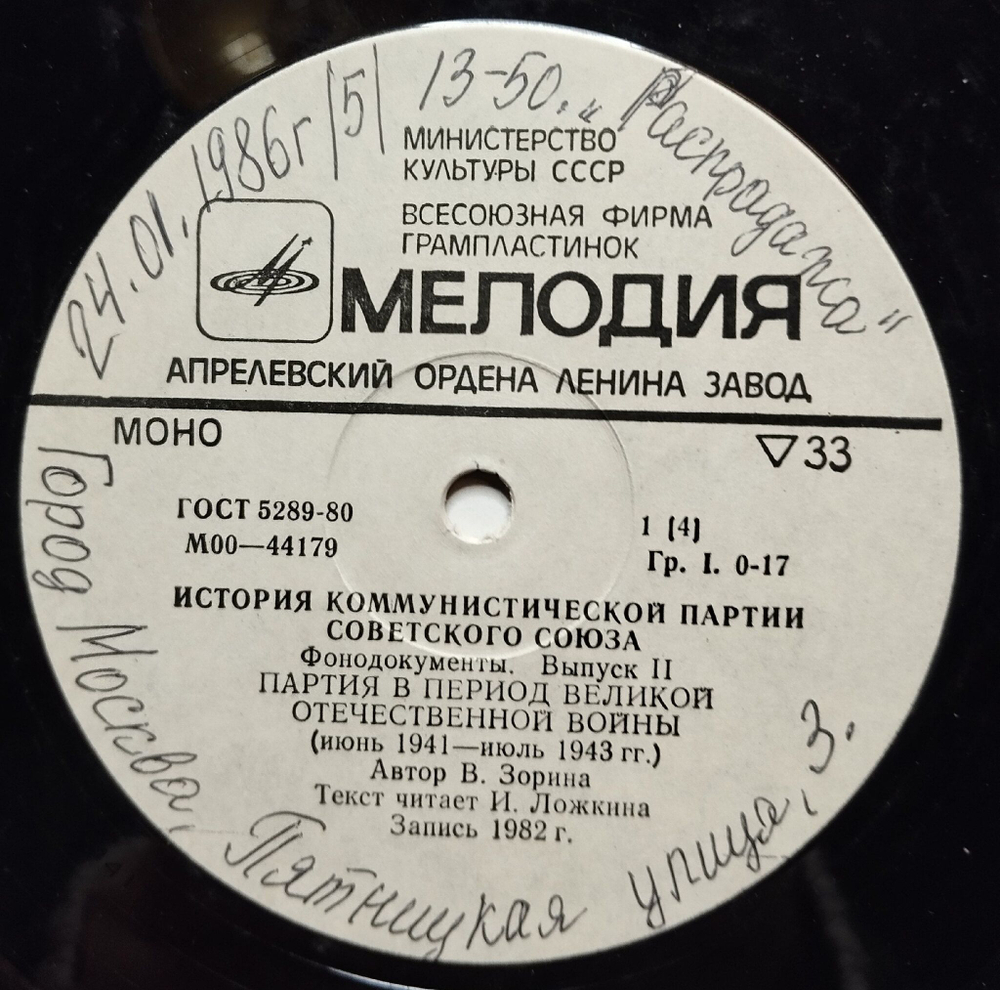 24.01.1986г |5| 13-50. „Распродажа"
МИНИСТЕРСТВО
КУЛЬТУРЫ СССР
ВСЕСОЮЗНАЯ ФИРМА
ГРАМПЛАСТИНОК
МЕЛОДИЯ
АПРЕЛЕВСКИЙ ОРДЕНА ЛЕНИНА ЗАВОД
МОНО
▽33
ГОСТ 5289-80
М00—44179
1 (4)
Гр. I. 0-17
ИСТОРИЯ КОММУНИСТИЧЕСКОЙ ПАРТИИ
СОВЕТСКОГО СОЮЗА
Фонодокументы. Выпуск II
ПАРТИЯ В ПЕРИОД ВЕЛИКОЙ
ОТЕЧЕСТВЕННОЙ ВОЙНЫ
(июнь 1941—июль 1943 гг.)
Автор В. Зорина
Текст читает И. Ложкина
Запись 1982 г.
Город Москва, Пятницкая улица, 3.